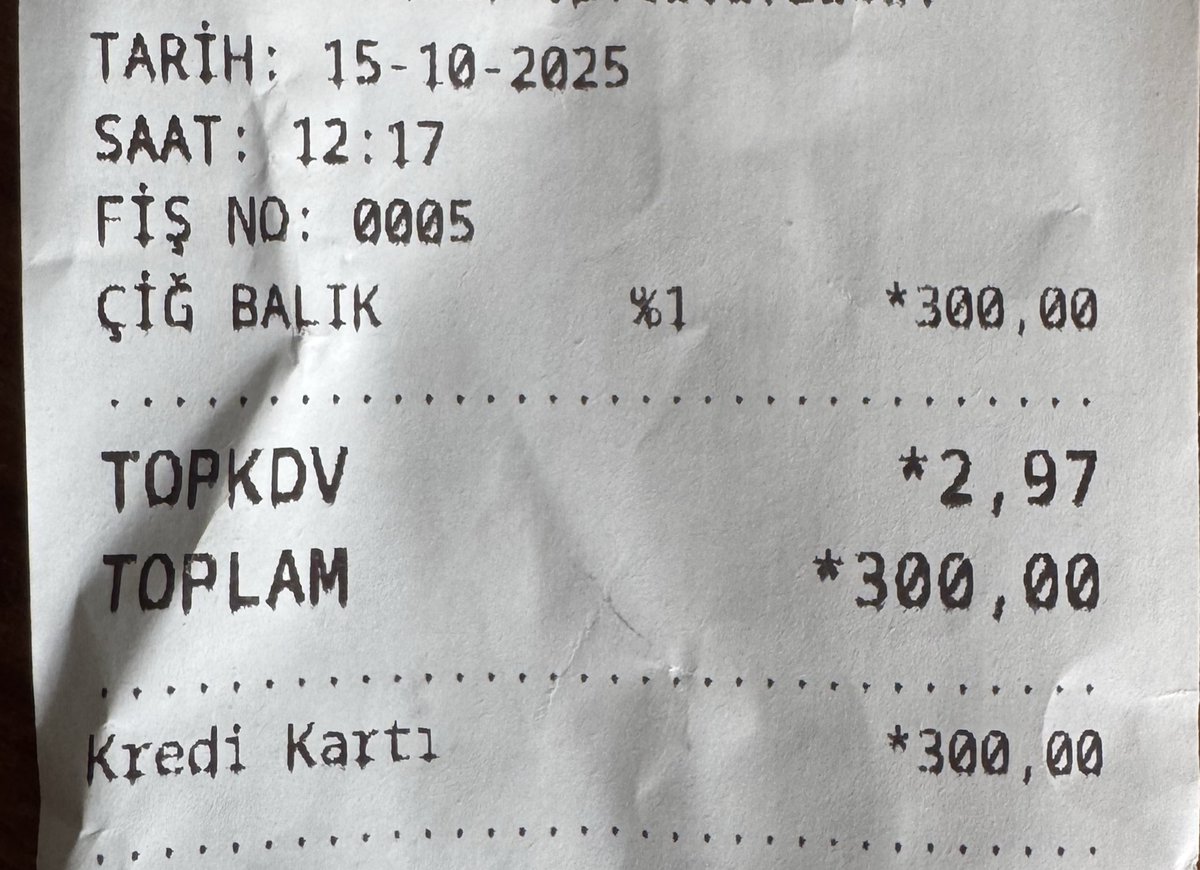 TARİH: 15-10-2025
SAAT: 12:17
FİŞ NO: 0005
ÇİĞ BALIK %1 *300,00
TOPKDV *2,97
TOPLAM *300,00
Kredi Kartı *300,00